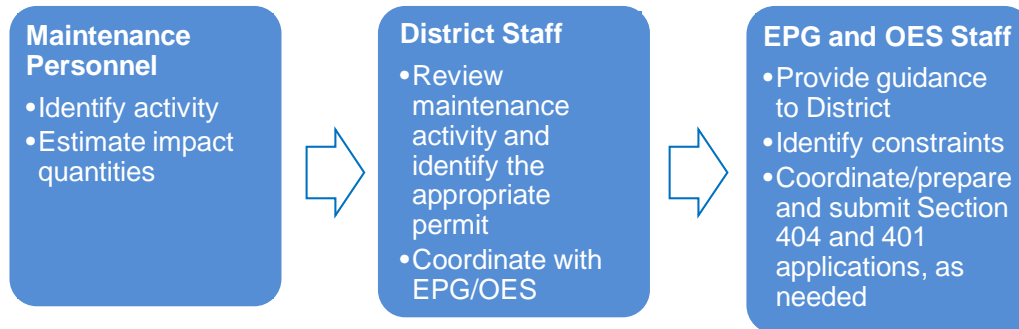 Maintenance
Personnel
•Identify activity
•Estimate impact
quantities
District Staff
•Review
maintenance
activity and
identify the
appropriate
permit
•Coordinate with
EPG/OES
EPG and OES Staff
•Provide guidance
to District
•Identify constraints
•Coordinate/prepare
and submit Section
404 and 401
applications, as
needed